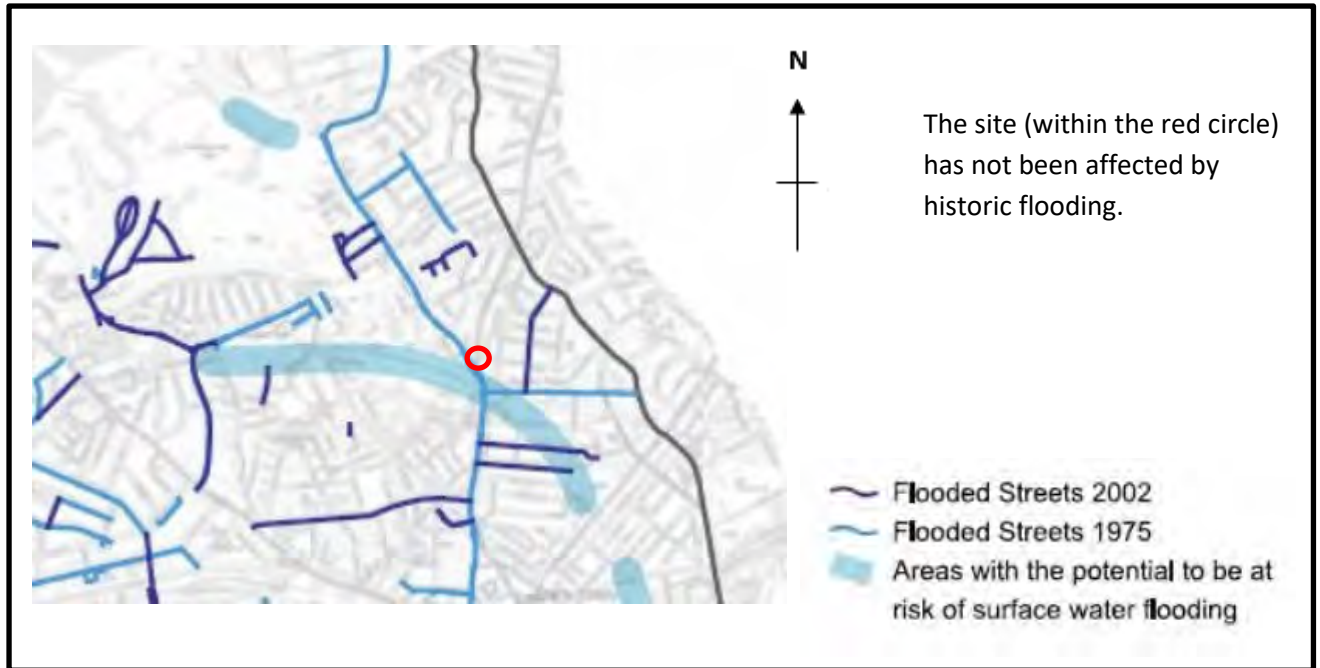 N
The site (within the red circle)
has not been affected by
historic flooding.
Flooded Streets 2002
Flooded Streets 1975
Areas with the potential to be at
risk of surface water flooding